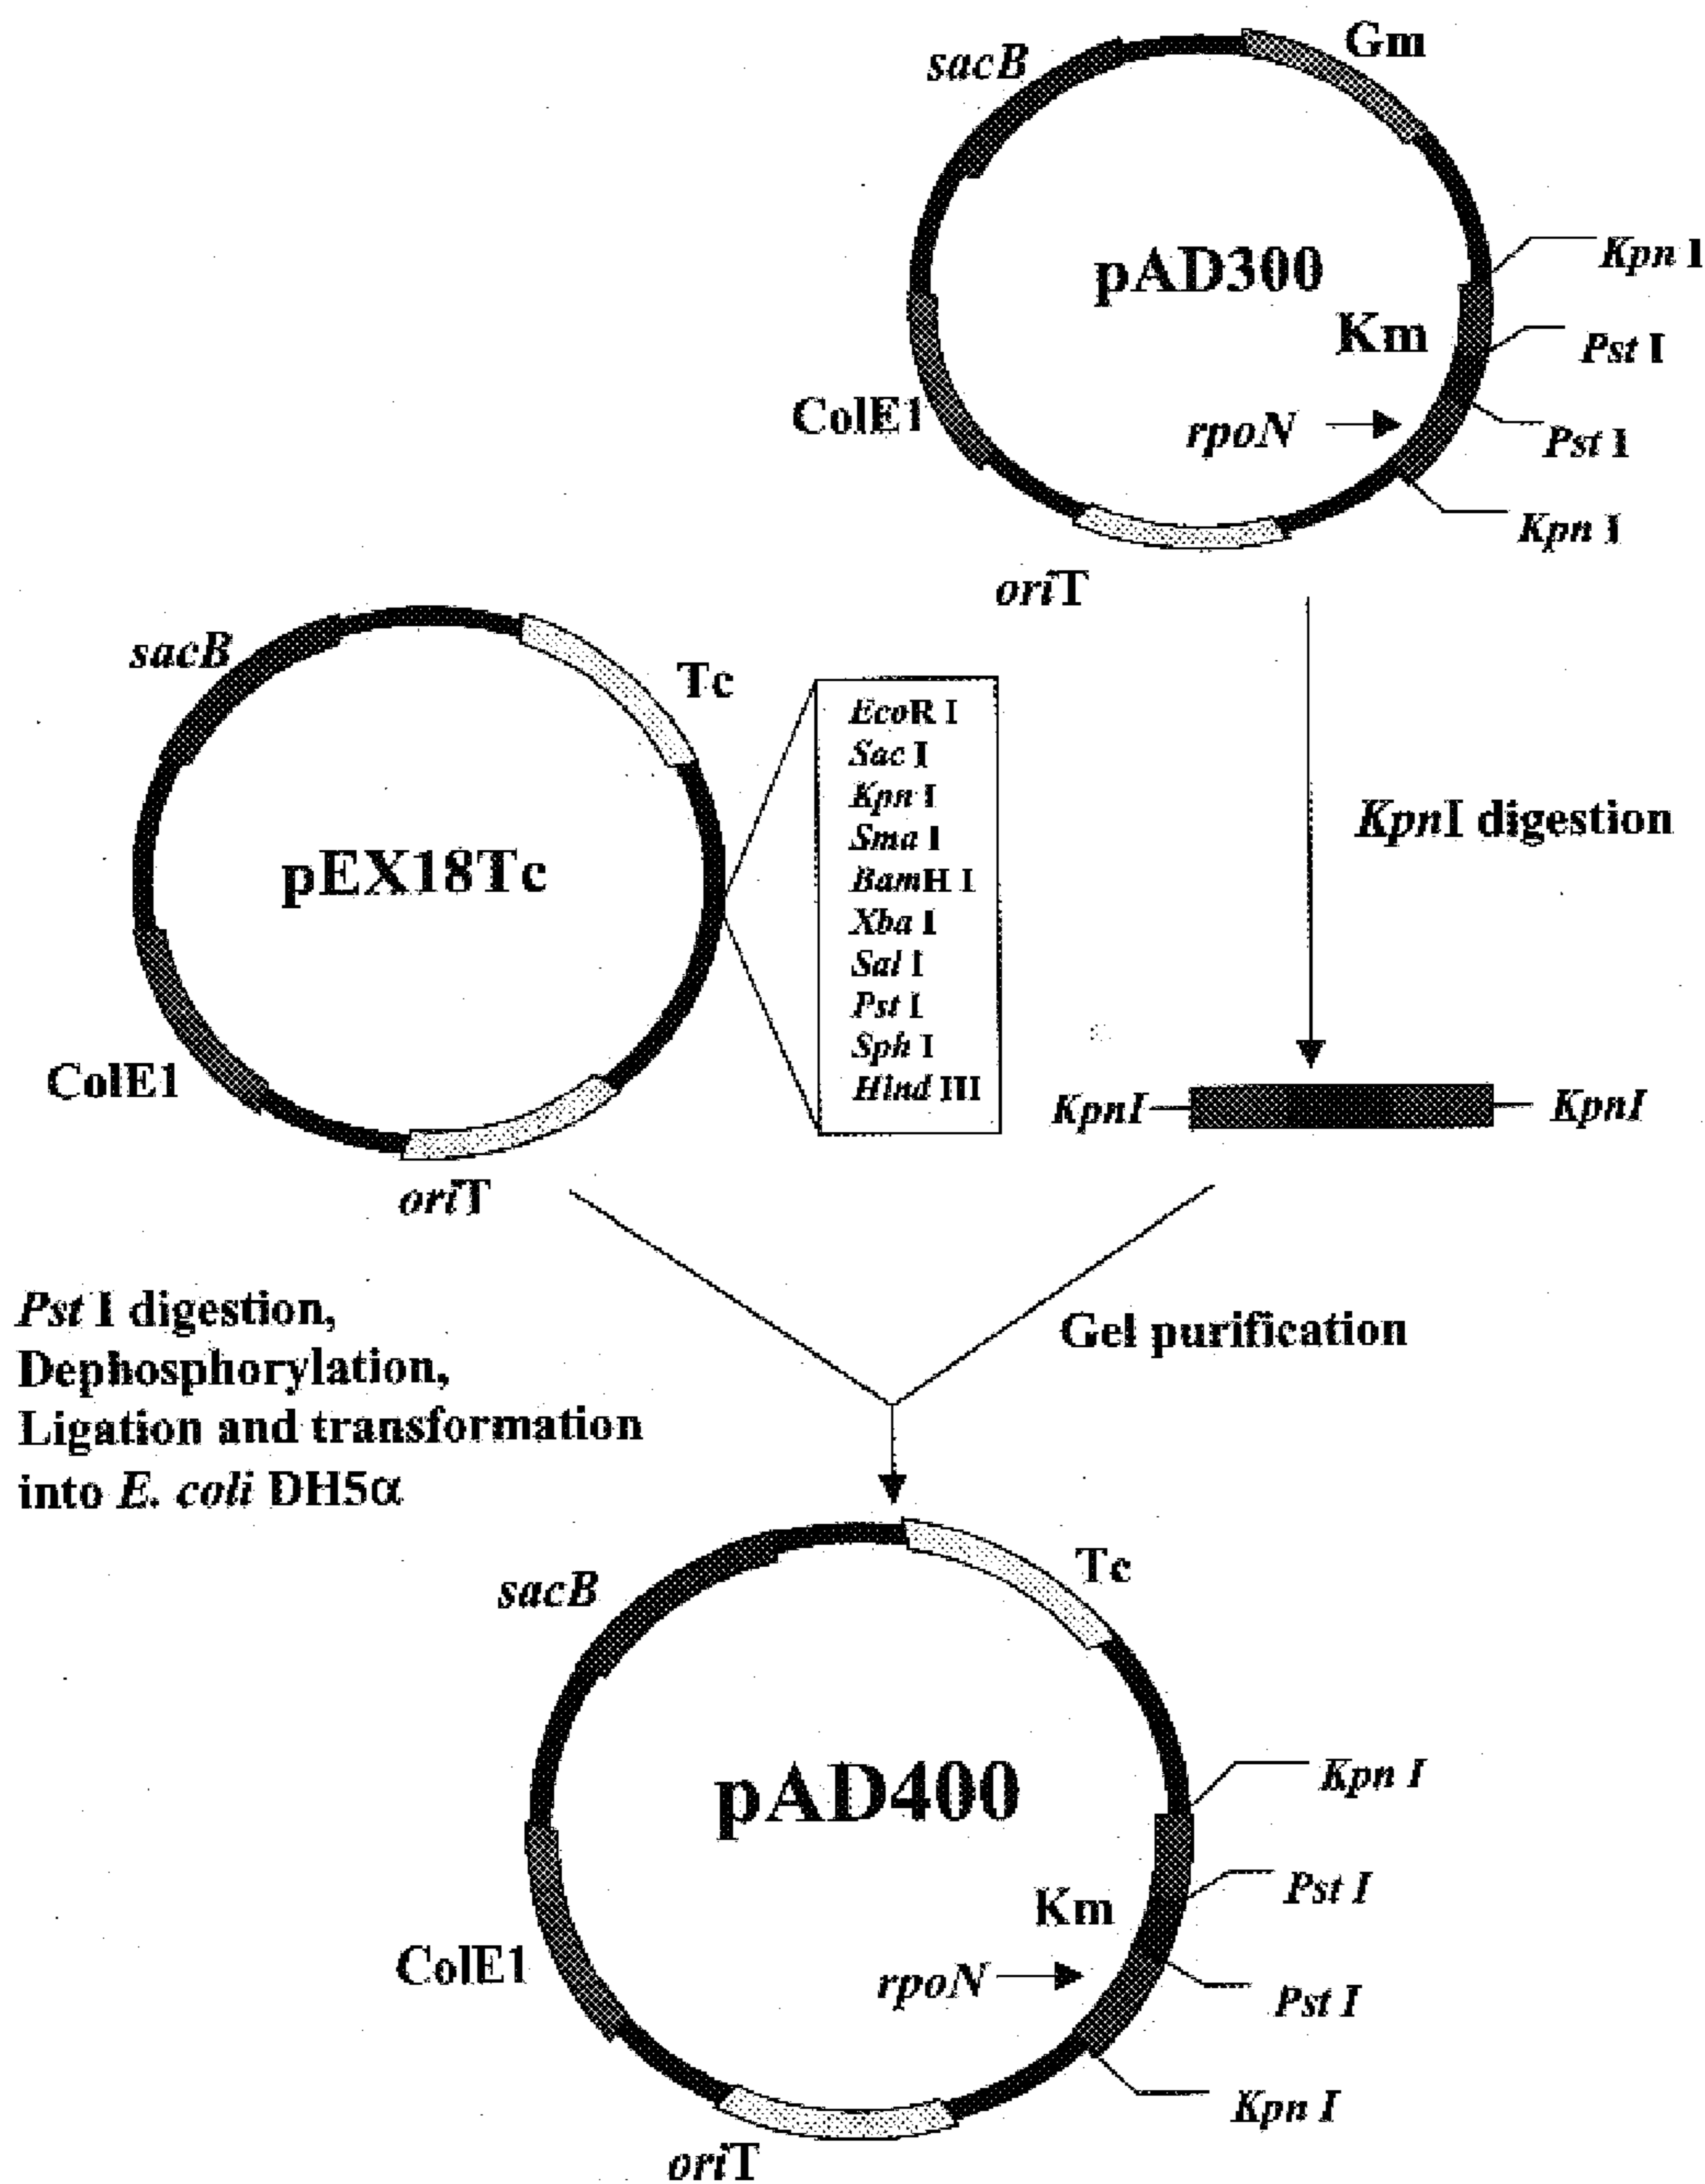 sacB
Gm
pAD300
Kpn I
Km
Pst I
ColE1
rpoN
Pst I
Kpn I
oriT
sacB
Tc
pEX18Tc
ColE1
oriT
EcoR I
Sac I
Kpn I
Sma I
BamH I
Xba I
Sal I
Pst I
Sph I
Hind III
KpnI digestion
KpnI
KpnI
Pst I digestion,
Dephosphorylation,
Ligation and transformation
into E. coli DH5α
Gel purification
sacB
Tc
pAD400
Kpn I
Km
Pst I
ColE1
rpoN
Pst I
Kpn I
oriT